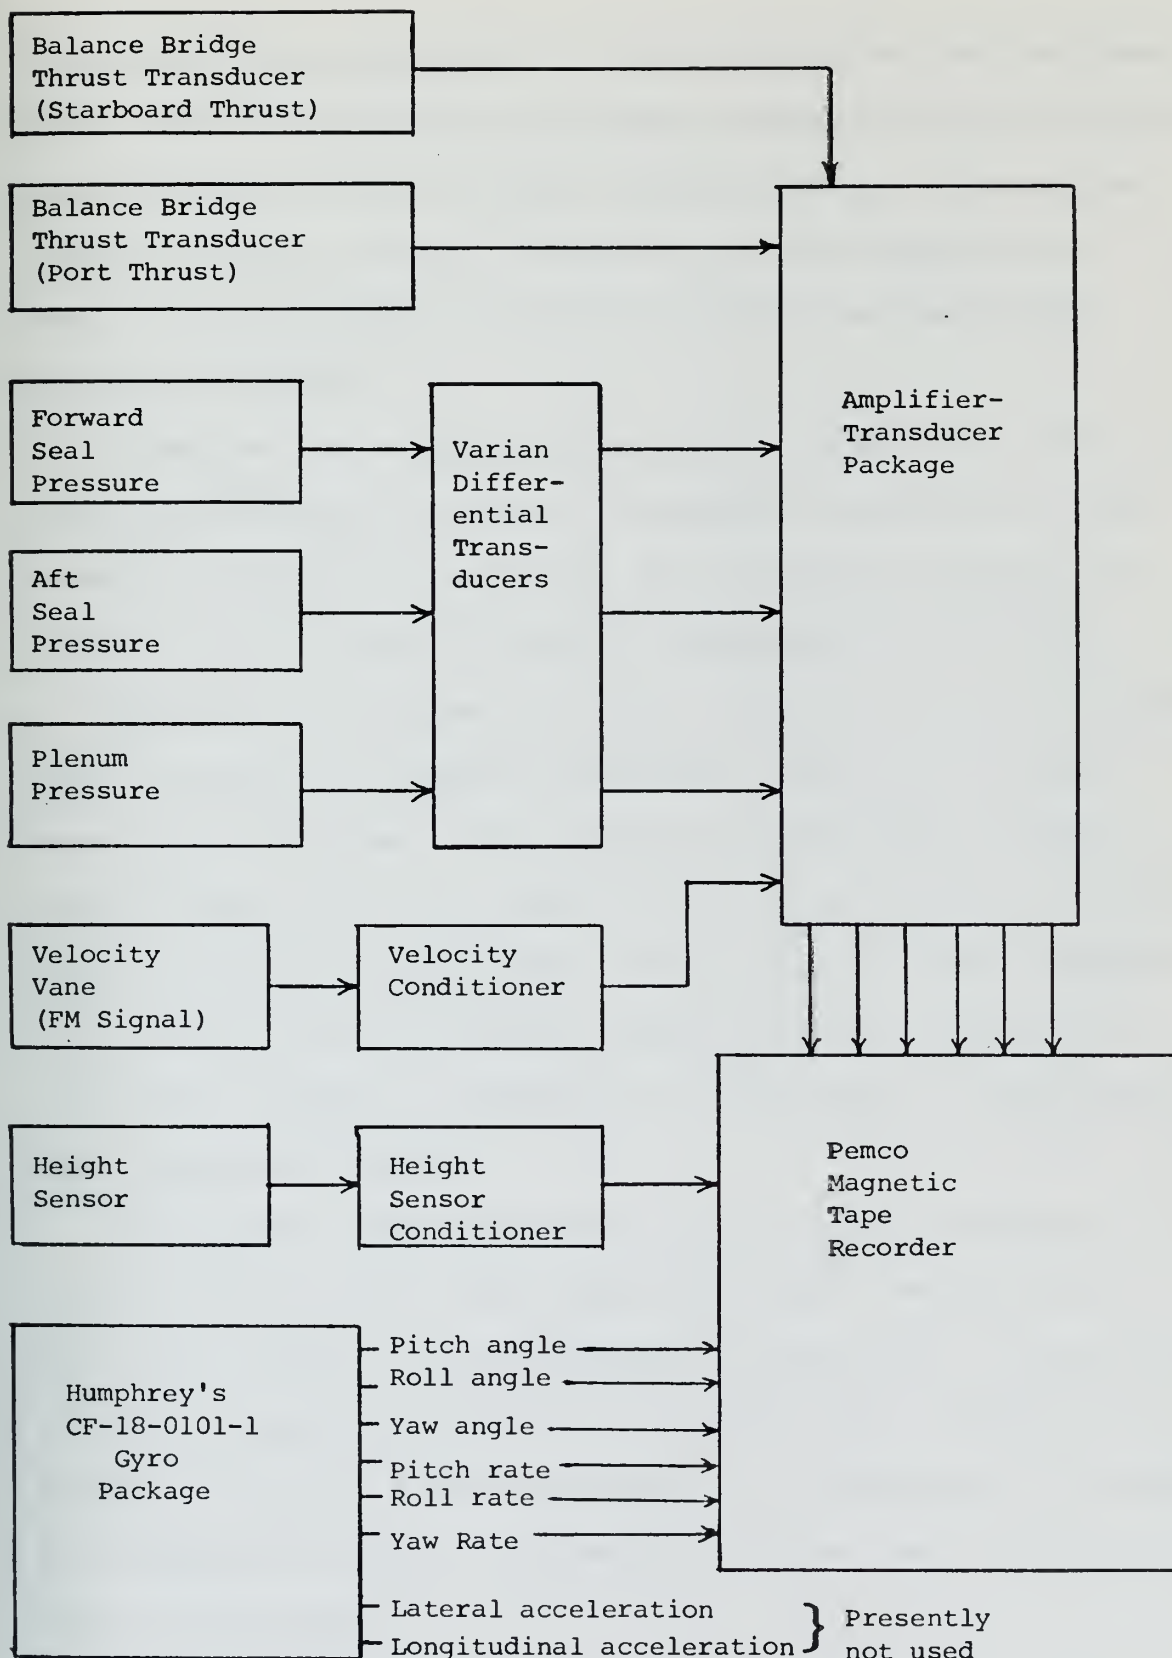 Balance Bridge
Thrust Transducer
(Starboard Thrust)
Balance Bridge
Thrust Transducer
(Port Thrust)
Forward
Seal
Pressure
Varian
Differ-
ential
Trans-
ducers
Amplifier-
Transducer
Package
Aft
Seal
Pressure
Plenum
Pressure
Velocity
Vane
(FM Signal)
Velocity
Conditioner
Height
Sensor
Height
Sensor
Conditioner
Pemco
Magnetic
Tape
Recorder
Humphrey's
CF-18-0101-1
Gyro
Package
Pitch angle
Roll angle
Yaw angle
Pitch rate
Roll rate
Yaw Rate
Lateral acceleration
Longitudinal acceleration
Presently
not used